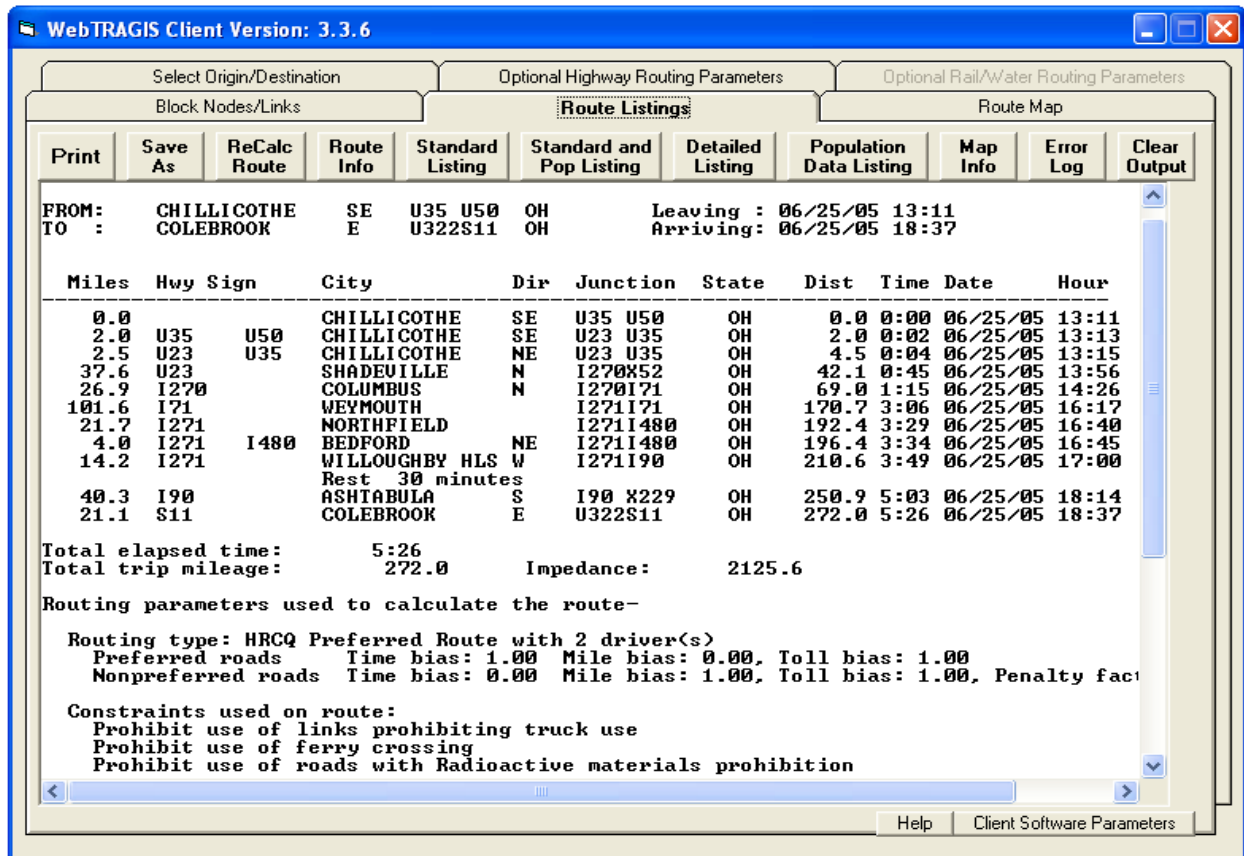 WebTRAGIS Client Version: 3.3.6
Select Origin/Destination Optional Highway Routing Parameters Optional Rail/Water Routing Parameters
Block Nodes/Links Route Listings Route Map
Print Save As ReCalc Route Route Info Standard Listing Standard and Pop Listing Detailed Listing Population Data Listing Map Info Error Log Clear Output
FROM: CHILLICOTHE SE U35 U50 OH Leaving : 06/25/05 13:11
TO : COLEBROOK E U322S11 OH Arriving: 06/25/05 18:37
Miles Hwy Sign City Dir Junction State Dist Time Date Hour
0.0 CHILLICOTHE SE U35 U50 OH 0.0 0:00 06/25/05 13:11
2.0 U35 U50 CHILLICOTHE SE U23 U35 OH 2.0 0:02 06/25/05 13:13
2.5 U23 U35 CHILLICOTHE NE U23 U35 OH 4.5 0:04 06/25/05 13:15
37.6 U23 SHADEVILLE N I270X52 OH 42.1 0:45 06/25/05 13:56
26.9 I270 COLUMBUS N I270I71 OH 69.0 1:15 06/25/05 14:26
101.6 I71 WEYMOUTH I271I71 OH 170.7 3:06 06/25/05 16:17
21.7 I271 NORTHFIELD I271I480 OH 192.4 3:29 06/25/05 16:40
4.0 I271 I480 BEDFORD NE I271I480 OH 196.4 3:34 06/25/05 16:45
14.2 I271 WILLOUGHBY HLS W I271I90 OH 210.6 3:49 06/25/05 17:00
Rest 30 minutes
40.3 I90 ASHTABULA S I90 X229 OH 250.9 5:03 06/25/05 18:14
21.1 S11 COLEBROOK E U322S11 OH 272.0 5:26 06/25/05 18:37
Total elapsed time: 5:26
Total trip mileage: 272.0 Impedance: 2125.6
Routing parameters used to calculate the route-
Routing type: HRCQ Preferred Route with 2 driver(s)
Preferred roads Time bias: 1.00 Mile bias: 0.00, Toll bias: 1.00
Nonpreferred roads Time bias: 0.00 Mile bias: 1.00, Toll bias: 1.00, Penalty fact
Constraints used on route:
Prohibit use of links prohibiting truck use
Prohibit use of ferry crossing
Prohibit use of roads with Radioactive materials prohibition
Help Client Software Parameters